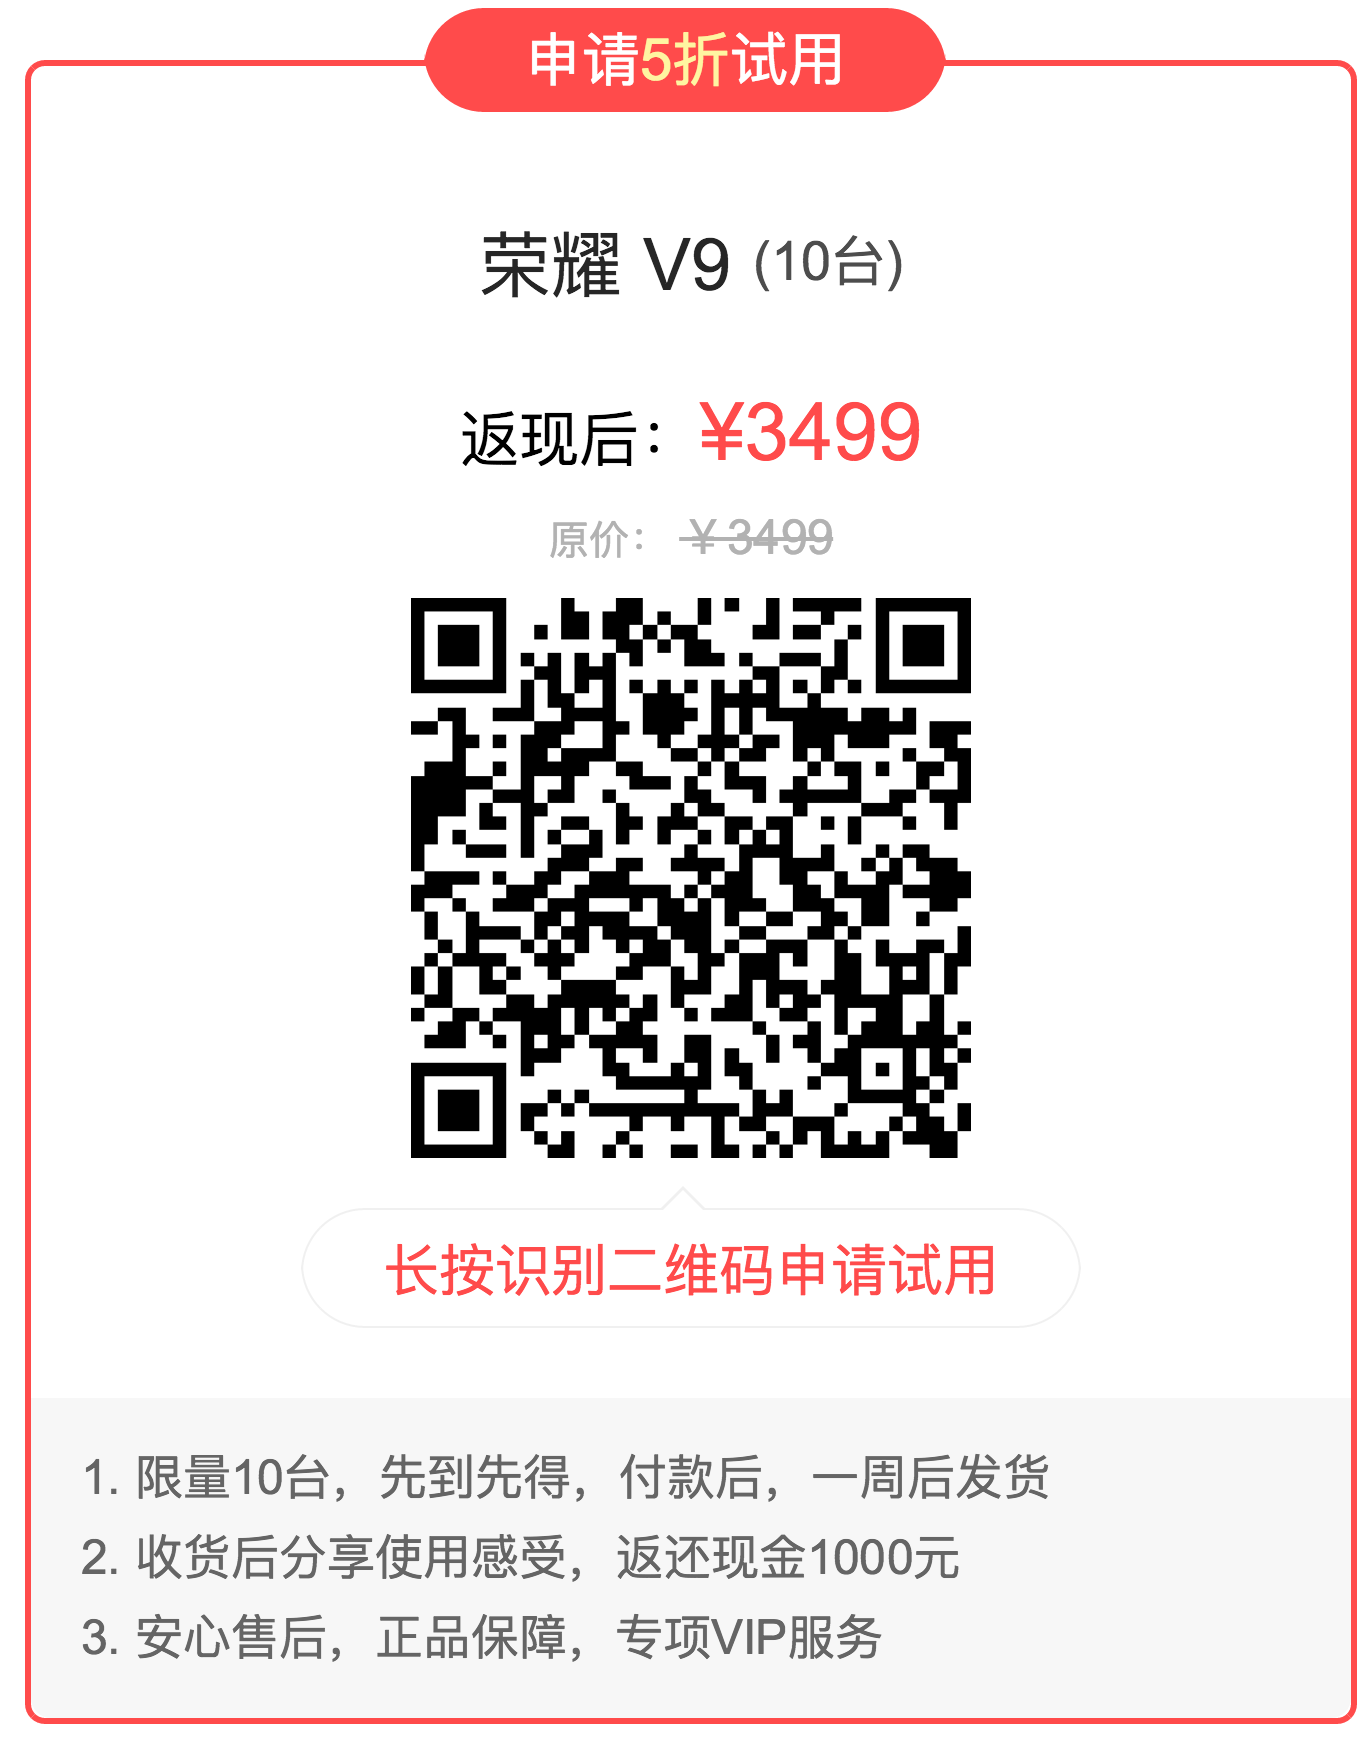 申请5折试用
荣耀 V9 (10台)
返现后：¥3499
原价：￥3499
长按识别二维码申请试用
1. 限量10台，先到先得，付款后，一周后发货
2. 收货后分享使用感受，返还现金1000元
3. 安心售后，正品保障，专项VIP服务